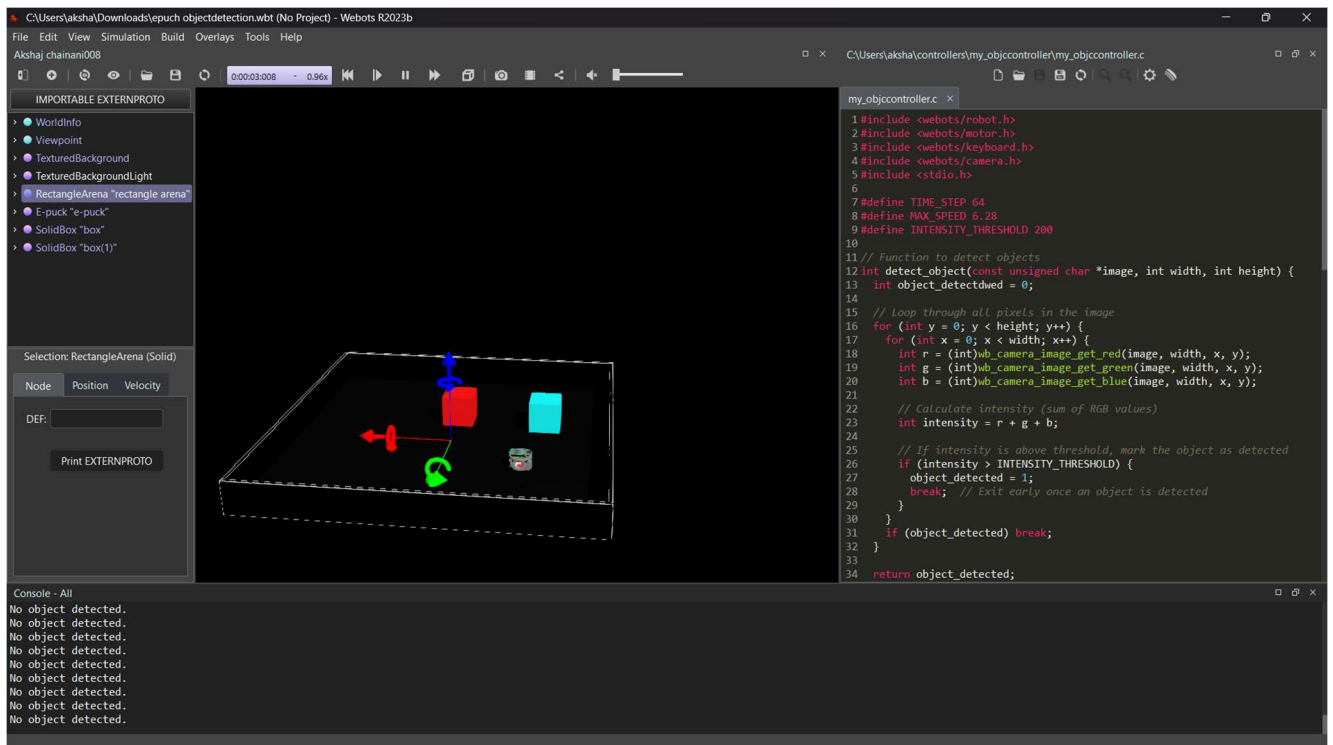 C:\Users\aksha\Downloads\epuch objectdetection.wbt (No Project) - Webots R2023b
File Edit View Simulation Build Overlays Tools Help
Akshaj chainani008
0:00:03:008 - 0.96x
IMPORTABLE EXTERNPROTO
WorldInfo
Viewpoint
TexturedBackground
TexturedBackgroundLight
RectangleArena "rectangle arena"
E-puck "e-puck"
SolidBox "box"
SolidBox "box(1)"
Selection: RectangleArena (Solid)
Node Position Velocity
DEF:
Print EXTERNPROTO
C:\Users\aksha\controllers\my_objccontroller\my_objccontroller.c
my_objccontroller.c
1 #include <webots/robot.h>
2 #include <webots/motor.h>
3 #include <webots/keyboard.h>
4 #include <webots/camera.h>
5 #include <stdio.h>
6
7 #define TIME_STEP 64
8 #define MAX_SPEED 6.28
9 #define INTENSITY_THRESHOLD 200
10
11 // Function to detect objects
12 int detect_object(const unsigned char *image, int width, int height) {
13 int object_detectdwed = 0;
14
15 // Loop through all pixels in the image
16 for (int y = 0; y < height; y++) {
17 for (int x = 0; x < width; x++) {
18 int r = (int)wb_camera_image_get_red(image, width, x, y);
19 int g = (int)wb_camera_image_get_green(image, width, x, y);
20 int b = (int)wb_camera_image_get_blue(image, width, x, y);
21
22 // Calculate intensity (sum of RGB values)
23 int intensity = r + g + b;
24
25 // If intensity is above threshold, mark the object as detected
26 if (intensity > INTENSITY_THRESHOLD) {
27 object_detected = 1;
28 break; // Exit early once an object is detected
29 }
30 }
31 if (object_detected) break;
32 }
33
34 return object_detected;
Console - All
No object detected.
No object detected.
No object detected.
No object detected.
No object detected.
No object detected.
No object detected.
No object detected.
No object detected.